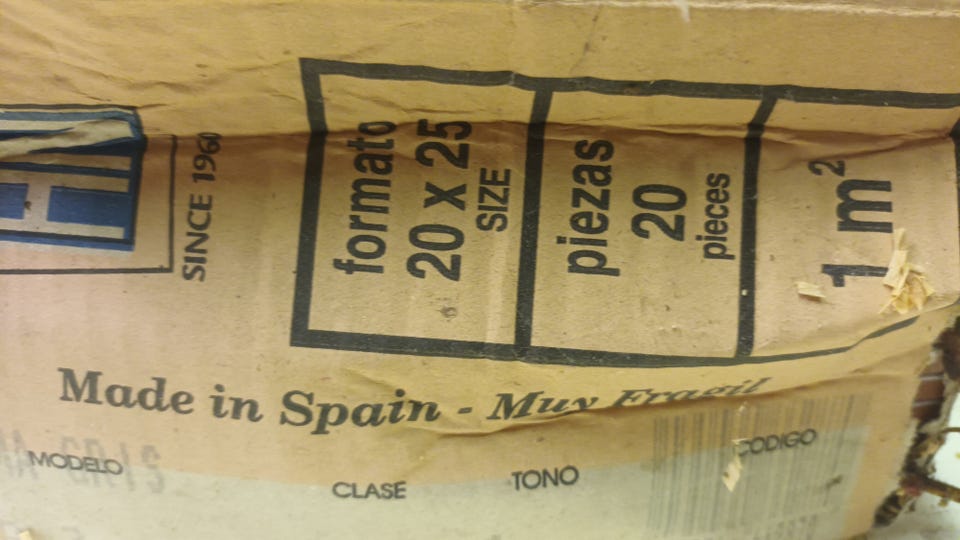 SINCE 1960
formato
20 x 25
SIZE
piezas
20
pieces
1 m²
Made in Spain - Muy Fragil
MODELO
CLASE
TONO
CODIGO